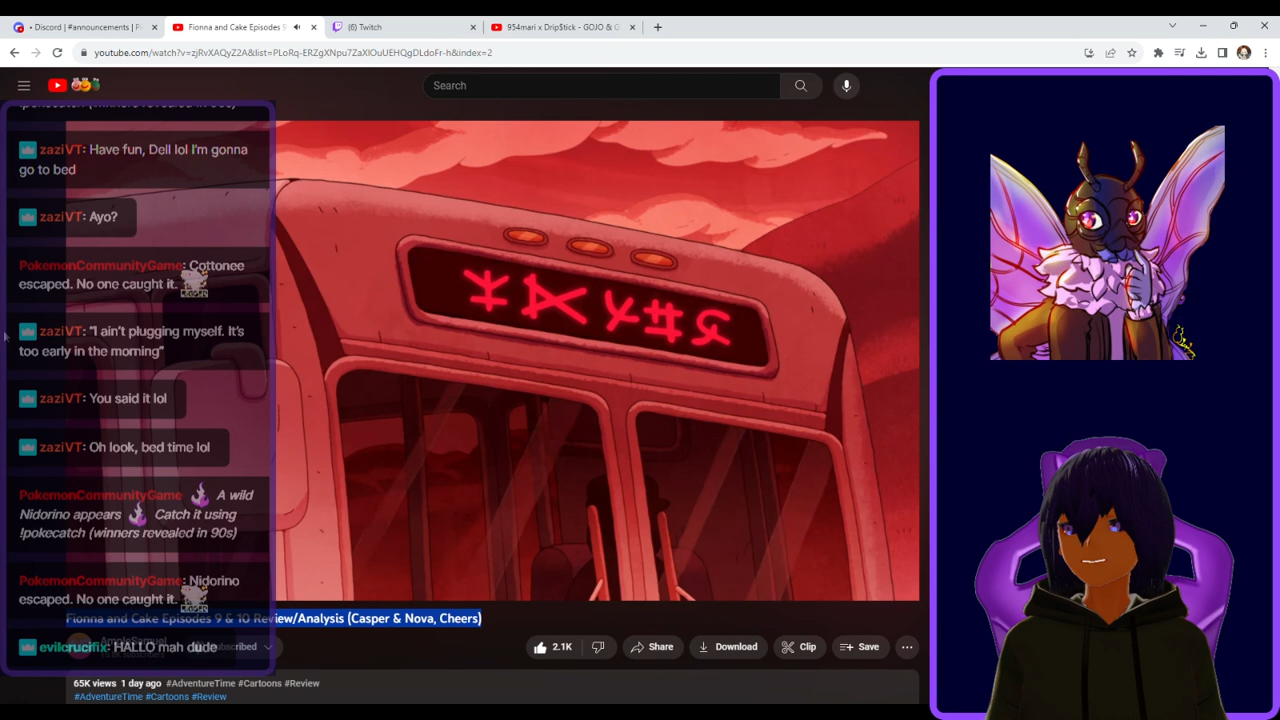 • Discord | #announcements | P
Fionna and Cake Episodes 9
(6) Twitch
954mari x Drip$tick - GOJO & G
youtube.com/watch?v=zjRvXAQyZ2A&list=PLoRq-ERZgXNpu7ZaXlOuUEHQgDLdoFr-h&index=2
Search
zaziVT: Have fun, Dell lol I'm gonna
go to bed
zaziVT: Ayo?
PokemonCommunityGame: Cottonee
escaped. No one caught it.
zaziVT: "I ain't plugging myself. It's
too early in the morning"
zaziVT: You said it lol
zaziVT: Oh look, bed time lol
PokemonCommunityGame A wild
Nidorino appears Catch it using
!pokecatch (winners revealed in 90s)
PokemonCommunityGame: Nidorino
escaped. No one caught it.
Fionna and Cake Episodes 9 & 10 Review/Analysis (Casper & Nova, Cheers)
AmpleSamuel
evilcrucifix: HALLO mah dude
Subscribed
2.1K
Share
Download
Clip
Save
65K views 1 day ago #AdventureTime #Cartoons #Review
#AdventureTime #Cartoons #Review